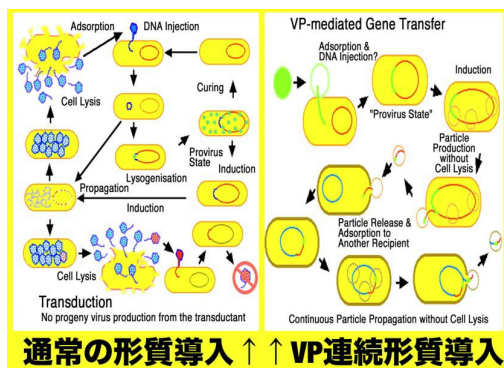 Adsorption
DNA Injection
Cell Lysis
Curing
Provirus
State
Lysogenisation
Induction
Propagation
Induction
Cell Lysis
Transduction
No progeny virus production from the transductant
VP-mediated Gene Transfer
Adsorption &
DNA Injection?
"Provirus State"
Induction
Particle
Production
without
Cell Lysis
Particle Release &
Adsorption to
Another Recipient
Continuous Particle Propagation without Cell Lysis
通常の形質導入↑
↑VP連続形質導入